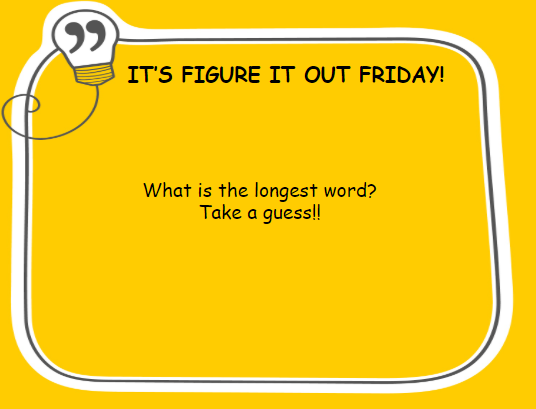 IT'S FIGURE IT OUT FRIDAY!
What is the longest word?
Take a guess!!